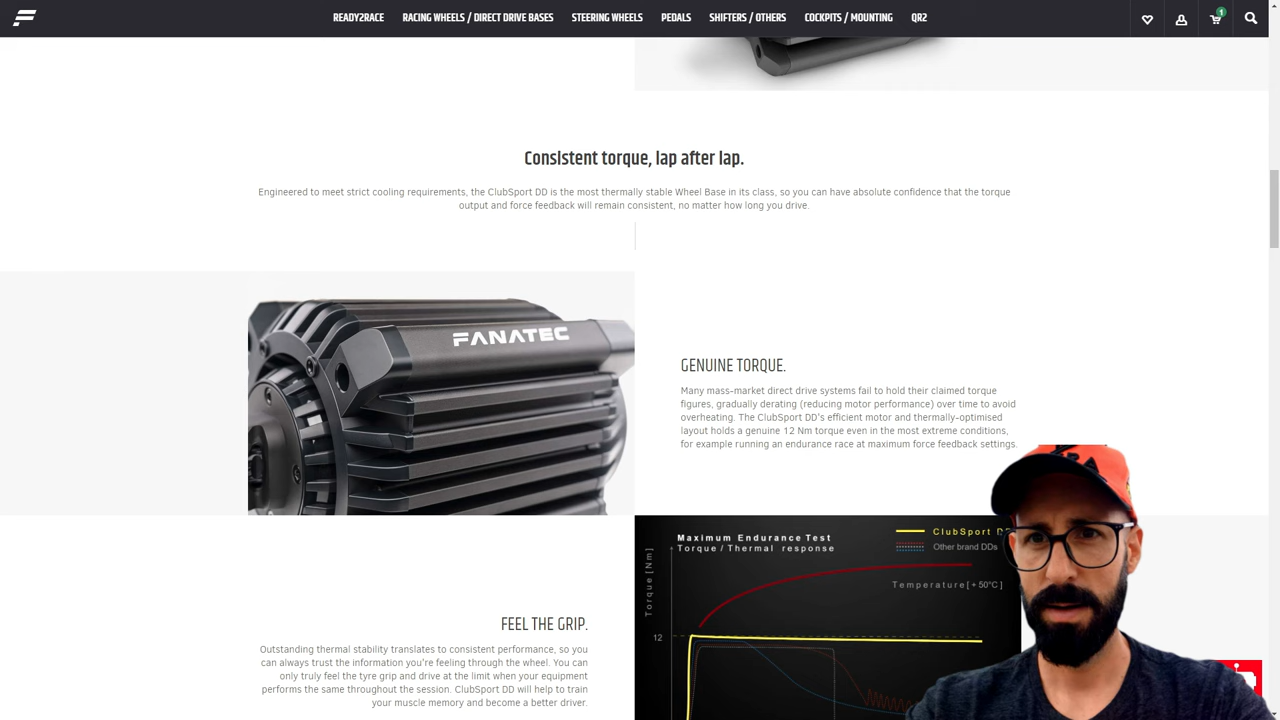 READY2RACE
RACING WHEELS / DIRECT DRIVE BASES
STEERING WHEELS
PEDALS
SHIFTERS / OTHERS
COCKPITS / MOUNTING
QR2
1
Consistent torque, lap after lap.
Engineered to meet strict cooling requirements, the ClubSport DD is the most thermally stable Wheel Base in its class, so you can have absolute confidence that the torque
output and force feedback will remain consistent, no matter how long you drive.
FANATEC
GENUINE TORQUE.
Many mass-market direct drive systems fail to hold their claimed torque
figures, gradually derating (reducing motor performance) over time to avoid
overheating. The ClubSport DD's efficient motor and thermally-optimised
layout holds a genuine 12 Nm torque even in the most extreme conditions,
for example running an endurance race at maximum force feedback settings.
FEEL THE GRIP.
Outstanding thermal stability translates to consistent performance, so you
can always trust the information you're feeling through the wheel. You can
only truly feel the tyre grip and drive at the limit when your equipment
performs the same throughout the session. ClubSport DD will help to train
your muscle memory and become a better driver.
Maximum Endurance Test
Torque / Thermal response
ClubSport D
Other brand DDs
Temperature [ + 50°C ]
Torque [ Nm ]
12